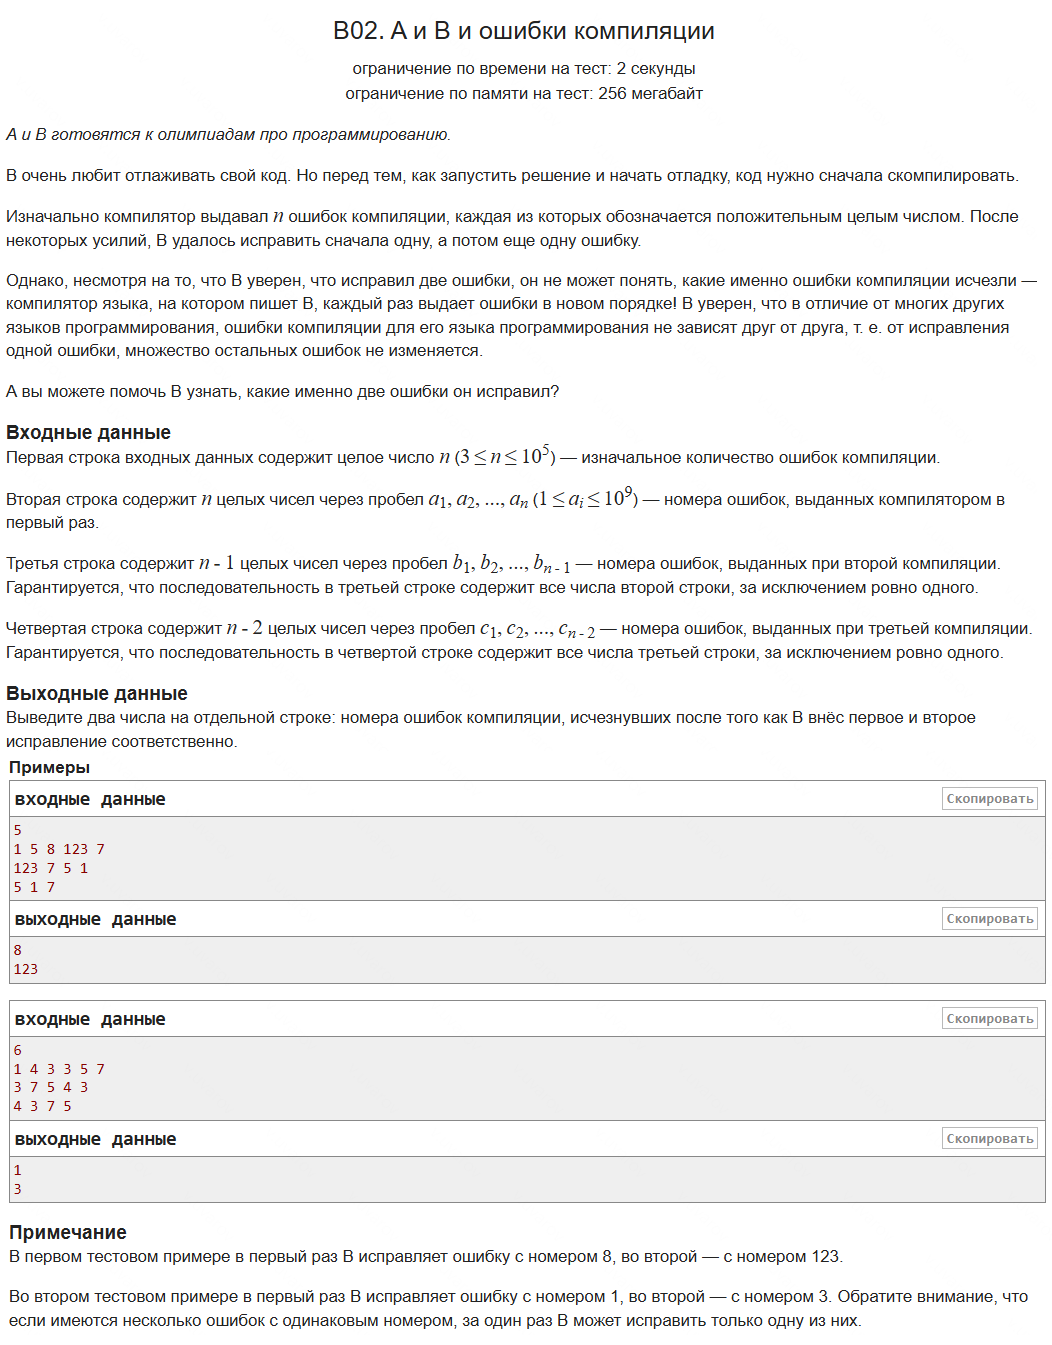 B02. А и В и ошибки компиляции
ограничение по времени на тест: 2 секунды
ограничение по памяти на тест: 256 мегабайт
А и В готовятся к олимпиадам про программированию.
В очень любит отлаживать свой код. Но перед тем, как запустить решение и начать отладку, код нужно сначала скомпилировать.
Изначально компилятор выдавал n ошибок компиляции, каждая из которых обозначается положительным целым числом. После
некоторых усилий, В удалось исправить сначала одну, а потом еще одну ошибку.
Однако, несмотря на то, что В уверен, что исправил две ошибки, он не может понять, какие именно ошибки компиляции исчезли —
компилятор языка, на котором пишет В, каждый раз выдает ошибки в новом порядке! В уверен, что в отличие от многих других
языков программирования, ошибки компиляции для его языка программирования не зависят друг от друга, т. е. от исправления
одной ошибки, множество остальных ошибок не изменяется.
А вы можете помочь В узнать, какие именно две ошибки он исправил?
Входные данные
Первая строка входных данных содержит целое число n (3 ≤ n ≤ 10^5) — изначальное количество ошибок компиляции.
Вторая строка содержит n целых чисел через пробел a_1, a_2, ..., a_n (1 ≤ a_i ≤ 10^9) — номера ошибок, выданных компилятором в
первый раз.
Третья строка содержит n - 1 целых чисел через пробел b_1, b_2, ..., b_{n - 1} — номера ошибок, выданных при второй компиляции.
Гарантируется, что последовательность в третьей строке содержит все числа второй строки, за исключением ровно одного.
Четвертая строка содержит n - 2 целых чисел через пробел c_1, c_2, ..., c_{n - 2} — номера ошибок, выданных при третьей компиляции.
Гарантируется, что последовательность в четвертой строке содержит все числа третьей строки, за исключением ровно одного.
Выходные данные
Выведите два числа на отдельной строке: номера ошибок компиляции, исчезнувших после того как В внёс первое и второе
исправление соответственно.
Примеры
входные данные Скопировать
5
1 5 8 123 7
123 7 5 1
5 1 7
выходные данные Скопировать
8
123
входные данные Скопировать
6
1 4 3 3 5 7
3 7 5 4 3
4 3 7 5
выходные данные Скопировать
1
3
Примечание
В первом тестовом примере в первый раз В исправляет ошибку с номером 8, во второй — с номером 123.
Во втором тестовом примере в первый раз В исправляет ошибку с номером 1, во второй — с номером 3. Обратите внимание, что
если имеются несколько ошибок с одинаковым номером, за один раз В может исправить только одну из них.